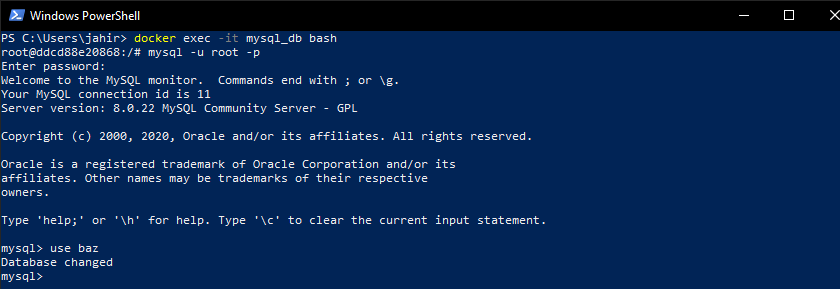 Windows PowerShell
PS C:\Users\jahir> docker exec -it mysql_db bash
root@ddcd88e20868:/# mysql -u root -p
Enter password:
Welcome to the MySQL monitor.  Commands end with ; or \g.
Your MySQL connection id is 11
Server version: 8.0.22 MySQL Community Server - GPL
Copyright (c) 2000, 2020, Oracle and/or its affiliates. All rights reserved.
Oracle is a registered trademark of Oracle Corporation and/or its
affiliates. Other names may be trademarks of their respective
owners.
Type 'help;' or '\h' for help. Type '\c' to clear the current input statement.
mysql> use baz
Database changed
mysql>